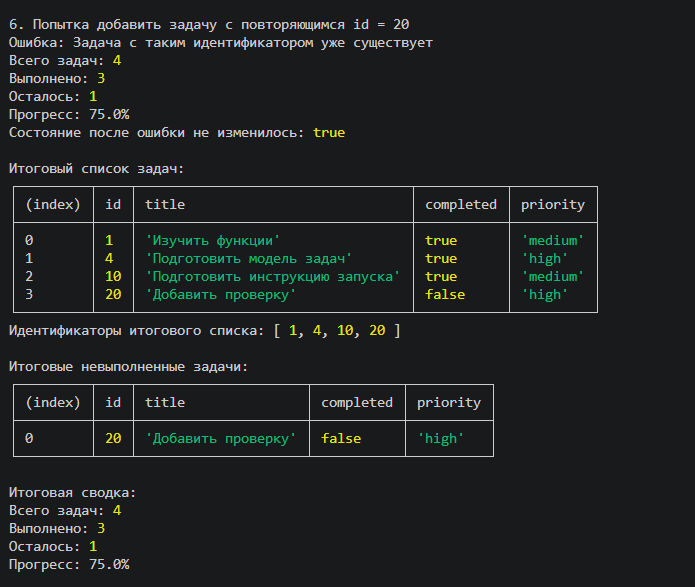 6. Попытка добавить задачу с повторяющимся id = 20
Ошибка: Задача с таким идентификатором уже существует
Всего задач: 4
Выполнено: 3
Осталось: 1
Прогресс: 75.0%
Состояние после ошибки не изменилось: true
Итоговый список задач:
(index) id title completed priority
0 1 'Изучить функции' true 'medium'
1 4 'Подготовить модель задач' true 'high'
2 10 'Подготовить инструкцию запуска' true 'medium'
3 20 'Добавить проверку' false 'high'
Идентификаторы итогового списка: [ 1, 4, 10, 20 ]
Итоговые невыполненные задачи:
(index) id title completed priority
0 20 'Добавить проверку' false 'high'
Итоговая сводка:
Всего задач: 4
Выполнено: 3
Осталось: 1
Прогресс: 75.0%